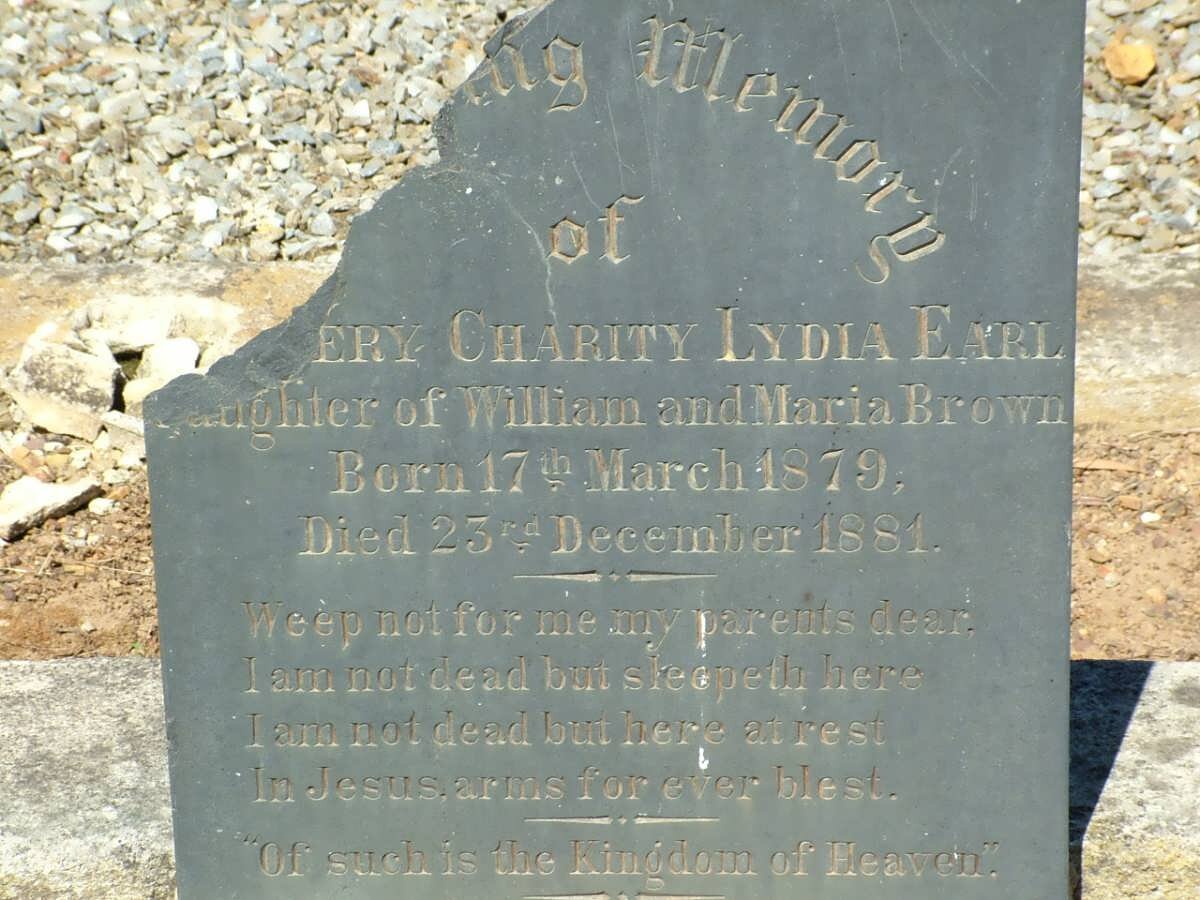 ng Memory
of
ERY CHARITY LYDIA EARL
Daughter of William and Maria Brown
Born 17th March 1879,
Died 23rd December 1881.
Weep not for me my parents dear,
I am not dead but sleepeth here
I am not dead but here at rest
In Jesus, arms for ever blest.
"Of such is the Kingdom of Heaven".